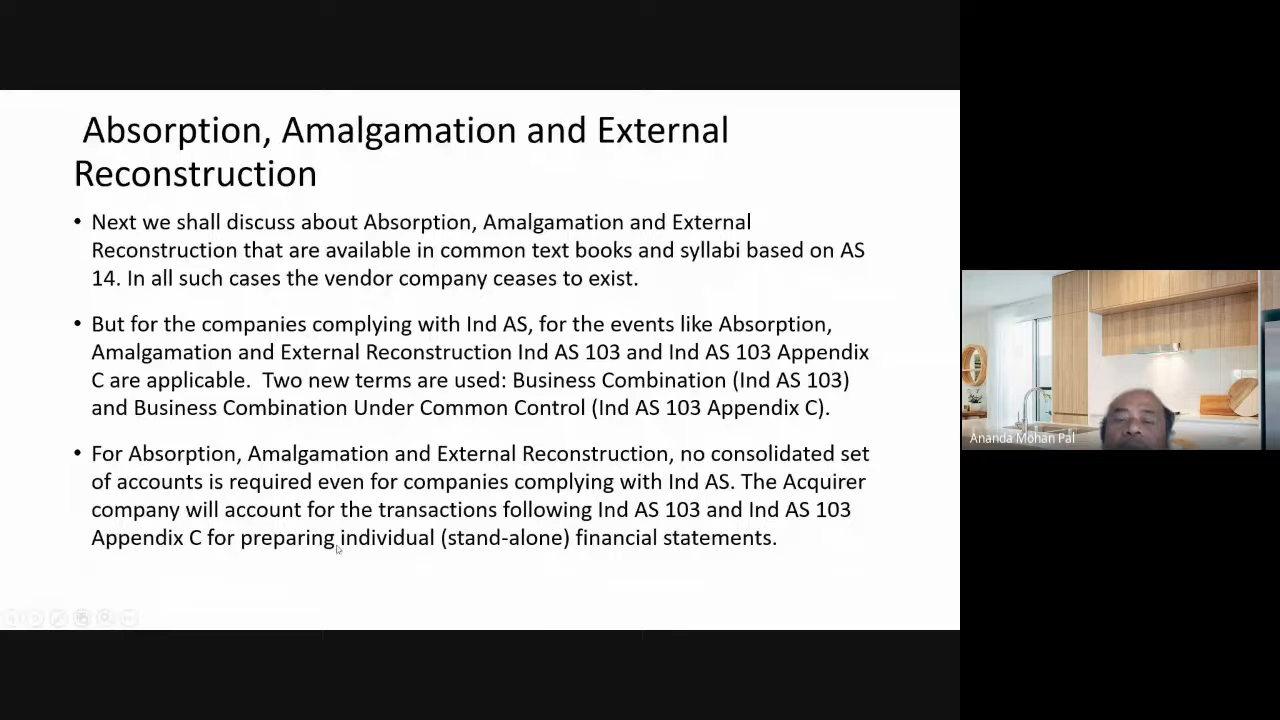 Absorption, Amalgamation and External
Reconstruction
• Next we shall discuss about Absorption, Amalgamation and External
Reconstruction that are available in common text books and syllabi based on AS
14. In all such cases the vendor company ceases to exist.
• But for the companies complying with Ind AS, for the events like Absorption,
Amalgamation and External Reconstruction Ind AS 103 and Ind AS 103 Appendix
C are applicable.  Two new terms are used: Business Combination (Ind AS 103)
and Business Combination Under Common Control (Ind AS 103 Appendix C).
• For Absorption, Amalgamation and External Reconstruction, no consolidated set
of accounts is required even for companies complying with Ind AS. The Acquirer
company will account for the transactions following Ind AS 103 and Ind AS 103
Appendix C for preparing individual (stand-alone) financial statements.
Ananda Mohan Pal